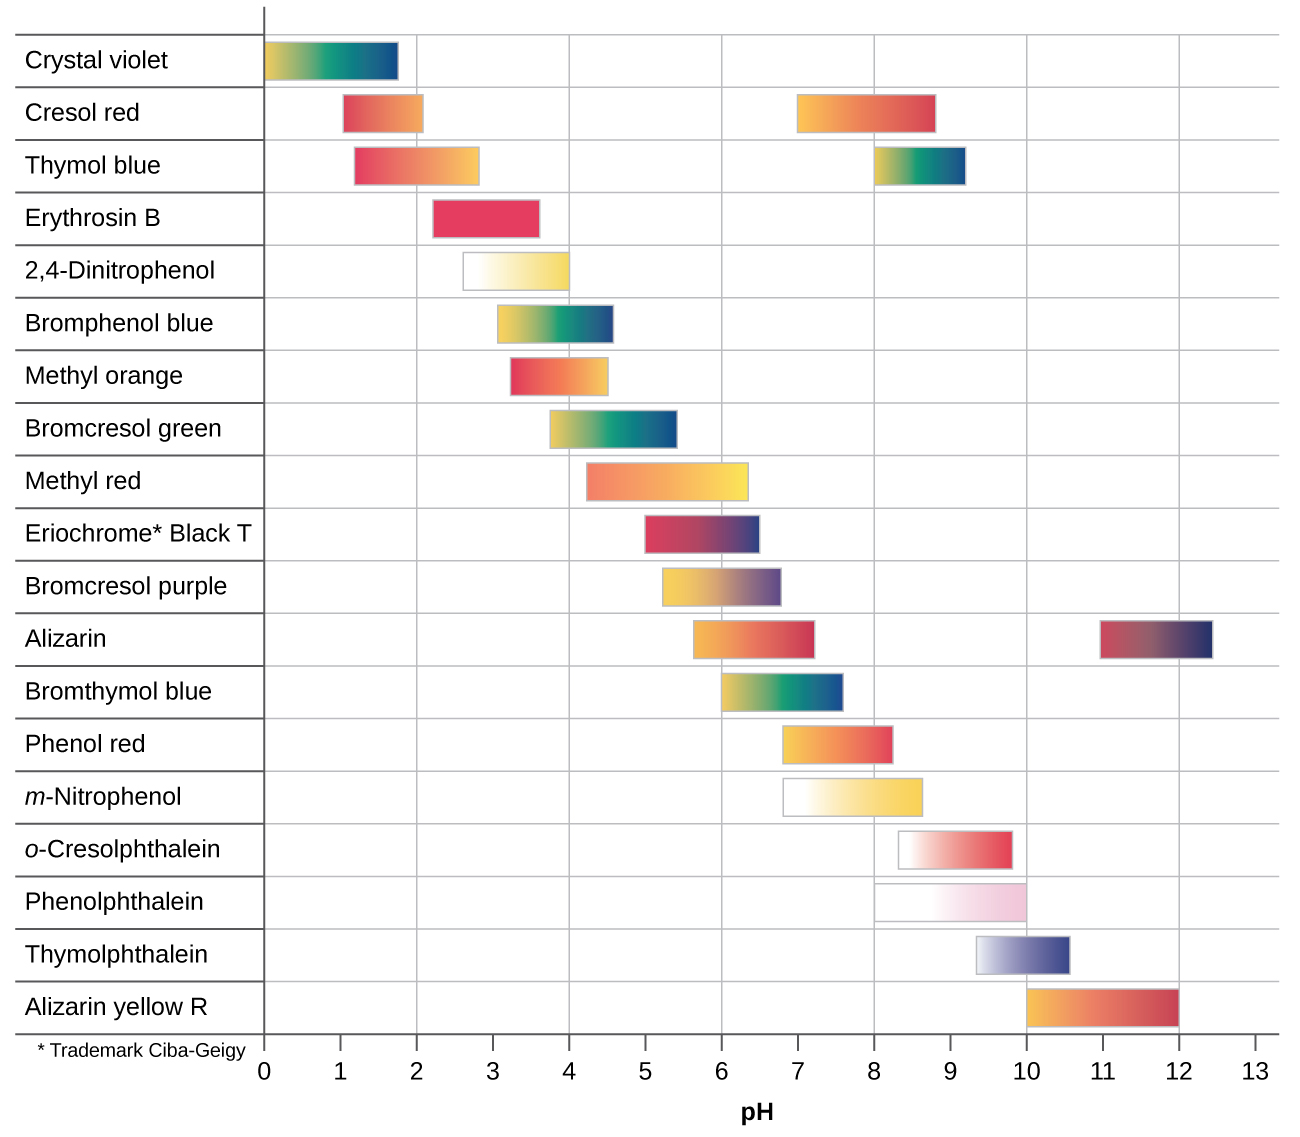 Crystal violet
Cresol red
Thymol blue
Erythrosin B
2,4-Dinitrophenol
Bromphenol blue
Methyl orange
Bromcresol green
Methyl red
Eriochrome* Black T
Bromcresol purple
Alizarin
Bromthymol blue
Phenol red
m-Nitrophenol
o-Cresolphthalein
Phenolphthalein
Thymolphthalein
Alizarin yellow R
* Trademark Ciba-Geigy
0 1 2 3 4 5 6 7 8 9 10 11 12 13
pH